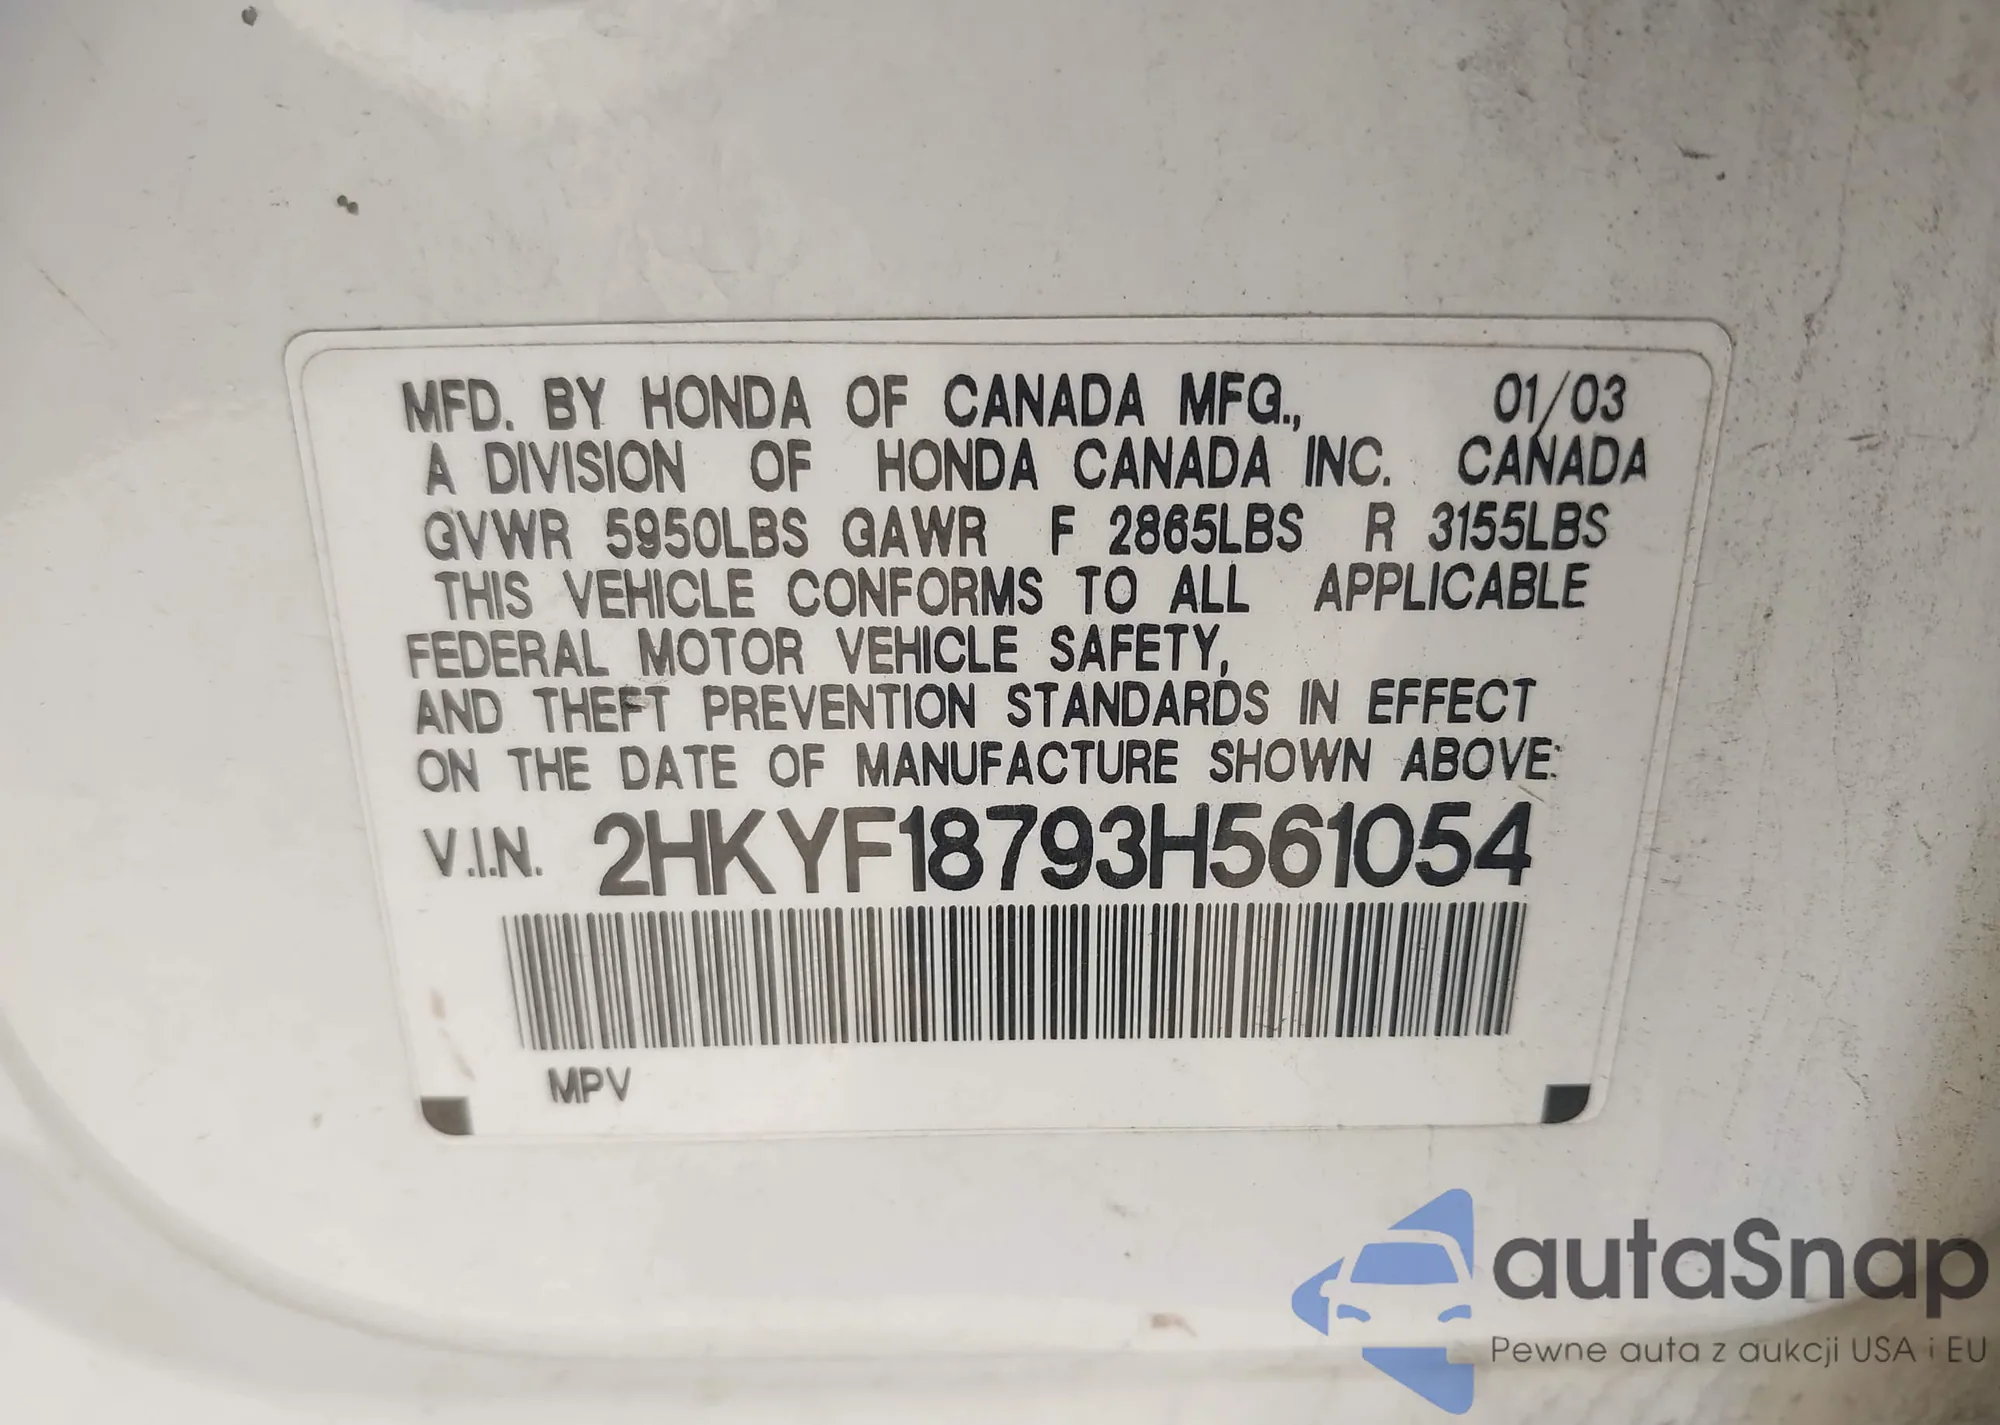 MFD. BY HONDA OF CANADA MFG., 01/03
A DIVISION OF HONDA CANADA INC. CANADA
GVWR 5950LBS GAWR F 2865LBS R 3155LBS
THIS VEHICLE CONFORMS TO ALL APPLICABLE
FEDERAL MOTOR VEHICLE SAFETY,
AND THEFT PREVENTION STANDARDS IN EFFECT
ON THE DATE OF MANUFACTURE SHOWN ABOVE:
V.I.N. 2HKYF18793H561054
MPV
autaSnap
Pewne auta z aukcji USA i EU